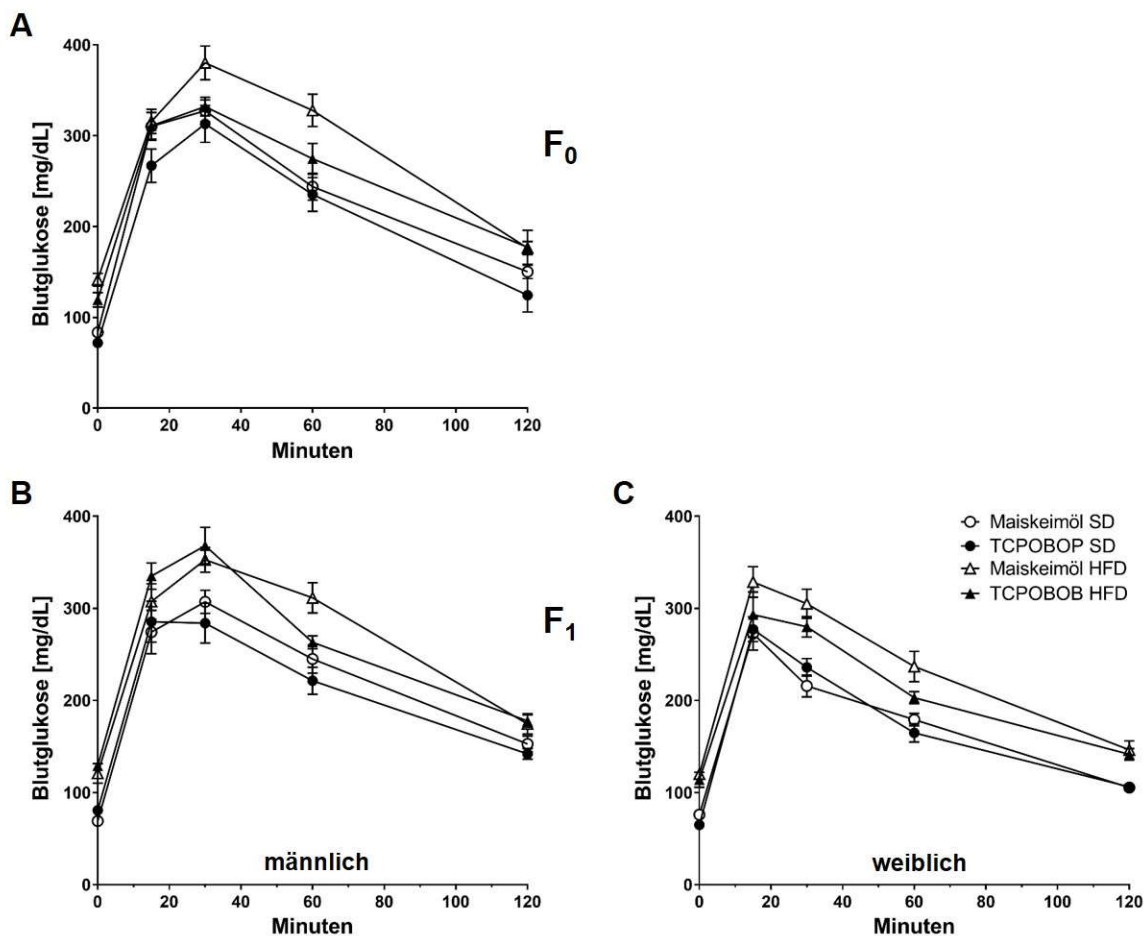 A
400
300
200
100
0
Blutglukose [mg/dL]
0 20 40 60 80 100 120
Minuten
F0
B
400
300
200
100
0
Blutglukose [mg/dL]
männlich
0 20 40 60 80 100 120
Minuten
F1
C
400
300
200
100
0
Blutglukose [mg/dL]
Maiskeimöl SD
TCPOBOP SD
Maiskeimöl HFD
TCPOBOB HFD
weiblich
0 20 40 60 80 100 120
Minuten